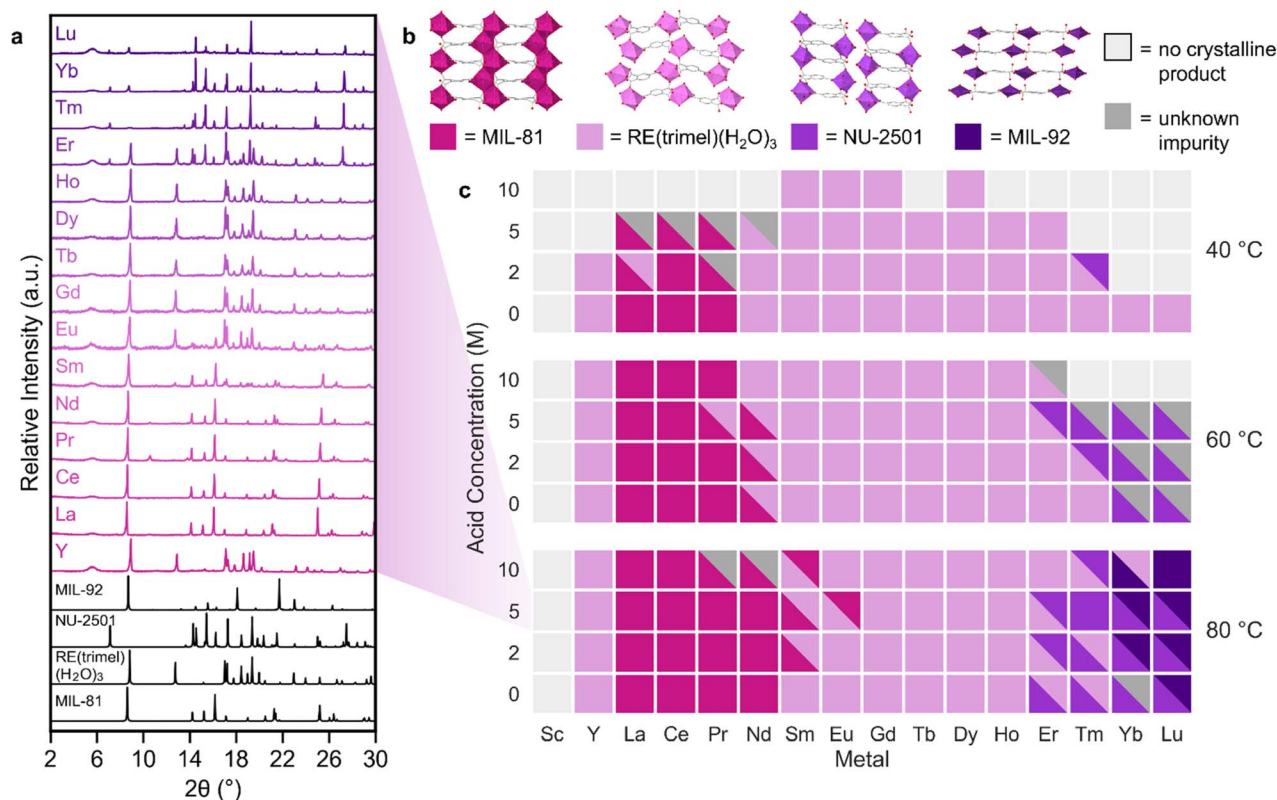 a
Relative Intensity (a.u.)
Lu
Yb
Tm
Er
Ho
Dy
Tb
Gd
Eu
Sm
Nd
Pr
Ce
La
Y
MIL-92
NU-2501
RE(trimel)
(H₂O)₃
MIL-81
2 6 10 14 18 22 26 30
2θ (°)
b
= MIL-81
= RE(trimel)(H₂O)₃
= NU-2501
= MIL-92
= no crystalline
product
= unknown
impurity
c
Acid Concentration (M)
10
5
2
0
40 °C
10
5
2
0
60 °C
10
5
2
0
80 °C
Sc Y La Ce Pr Nd Sm Eu Gd Tb Dy Ho Er Tm Yb Lu
Metal